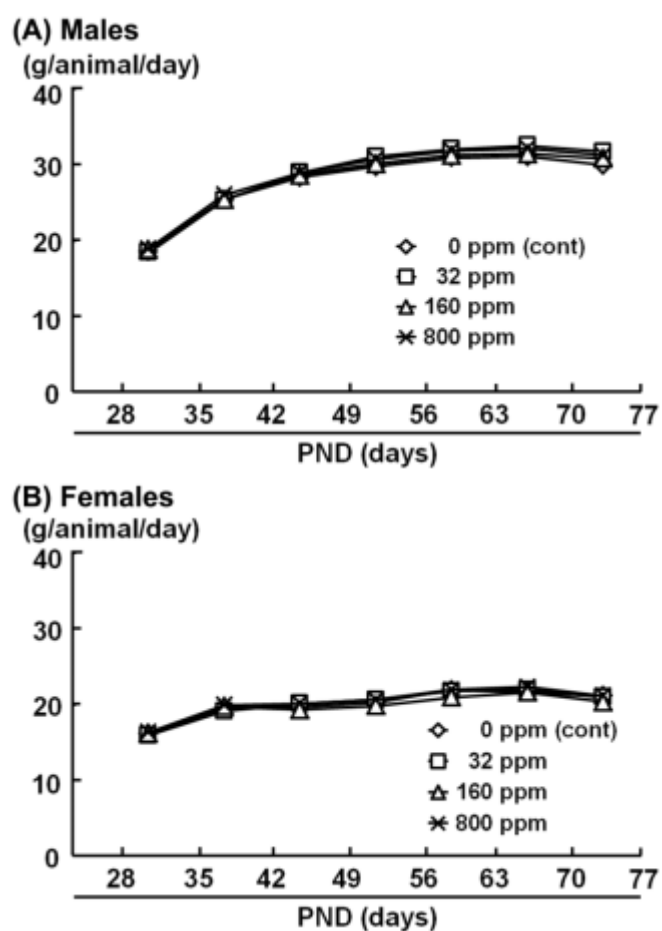 (A) Males
(g/animal/day)
40
30
20
10
0
0 ppm (cont)
32 ppm
160 ppm
800 ppm
28 35 42 49 56 63 70 77
PND (days)
(B) Females
(g/animal/day)
40
30
20
10
0
0 ppm (cont)
32 ppm
160 ppm
800 ppm
28 35 42 49 56 63 70 77
PND (days)